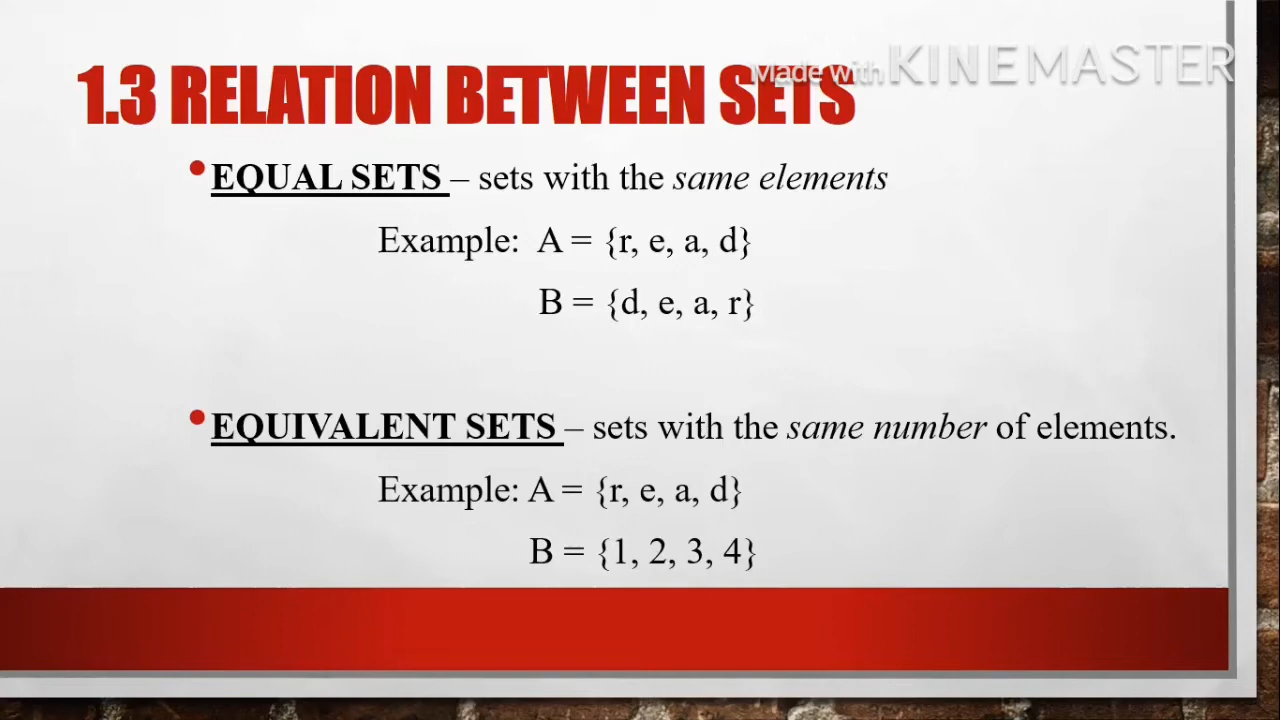 Made with KINEMASTER
1.3 RELATION BETWEEN SETS
•EQUAL SETS – sets with the same elements
Example: A = {r, e, a, d}
B = {d, e, a, r}
•EQUIVALENT SETS – sets with the same number of elements.
Example: A = {r, e, a, d}
B = {1, 2, 3, 4}